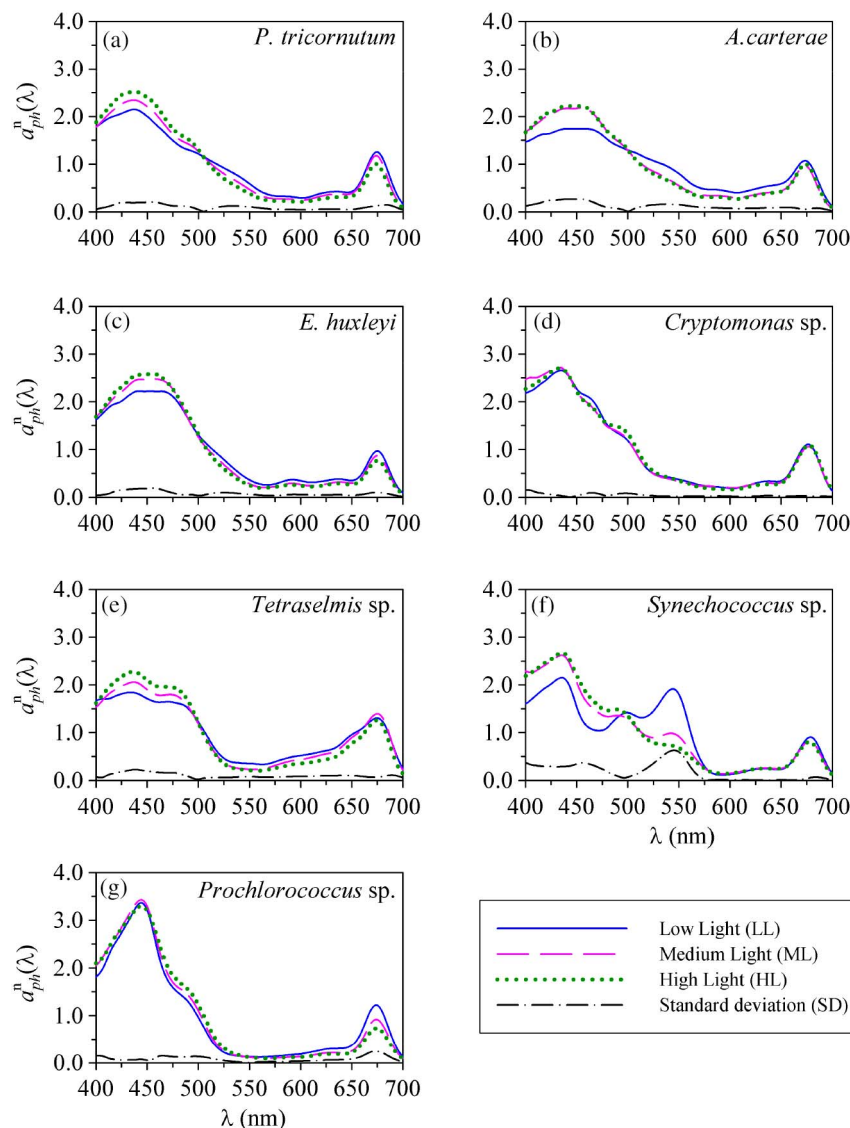 (a) P. tricornutum
4.0
3.0
2.0
1.0
0.0
400 450 500 550 600 650 700
aⁿph(λ)
(b) A.carterae
4.0
3.0
2.0
1.0
0.0
400 450 500 550 600 650 700
(c) E. huxleyi
4.0
3.0
2.0
1.0
0.0
400 450 500 550 600 650 700
aⁿph(λ)
(d) Cryptomonas sp.
4.0
3.0
2.0
1.0
0.0
400 450 500 550 600 650 700
(e) Tetraselmis sp.
4.0
3.0
2.0
1.0
0.0
400 450 500 550 600 650 700
aⁿph(λ)
(f) Synechococcus sp.
4.0
3.0
2.0
1.0
0.0
400 450 500 550 600 650 700
λ (nm)
(g) Prochlorococcus sp.
4.0
3.0
2.0
1.0
0.0
400 450 500 550 600 650 700
aⁿph(λ)
λ (nm)
Low Light (LL)
Medium Light (ML)
High Light (HL)
Standard deviation (SD)